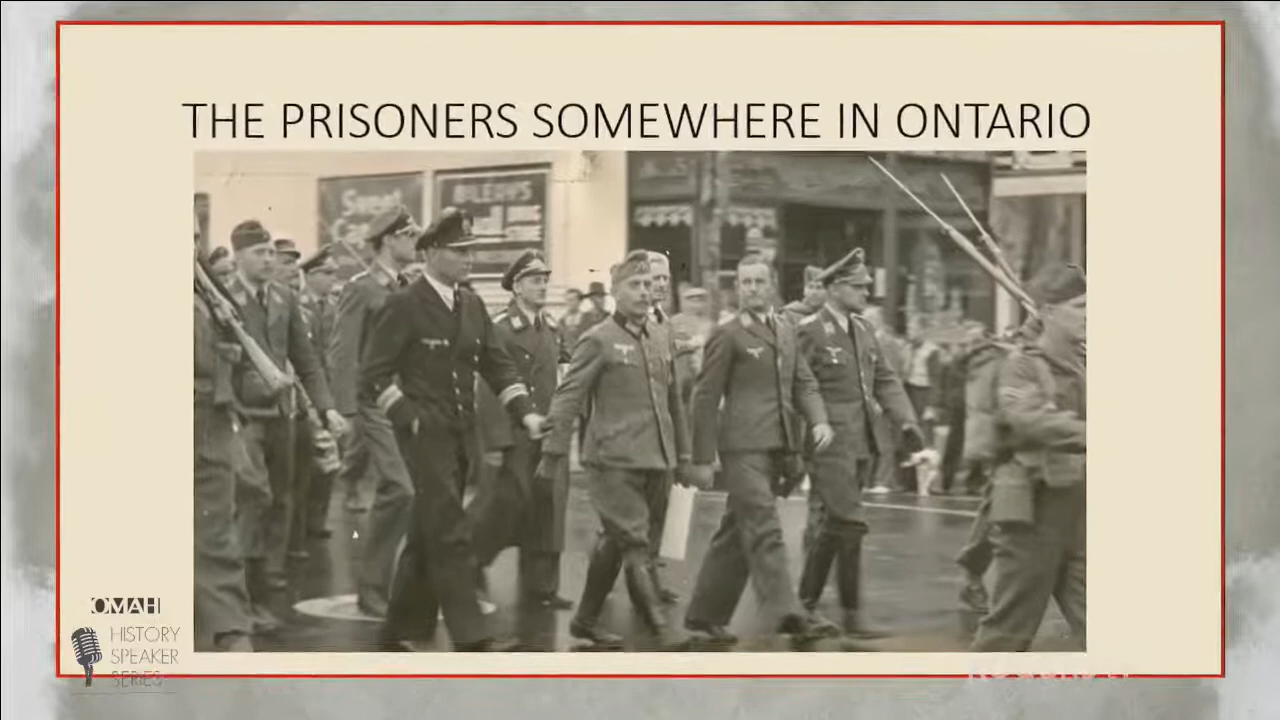 THE PRISONERS SOMEWHERE IN ONTARIO
OMAH
HISTORY
SPEAKER
SERIES